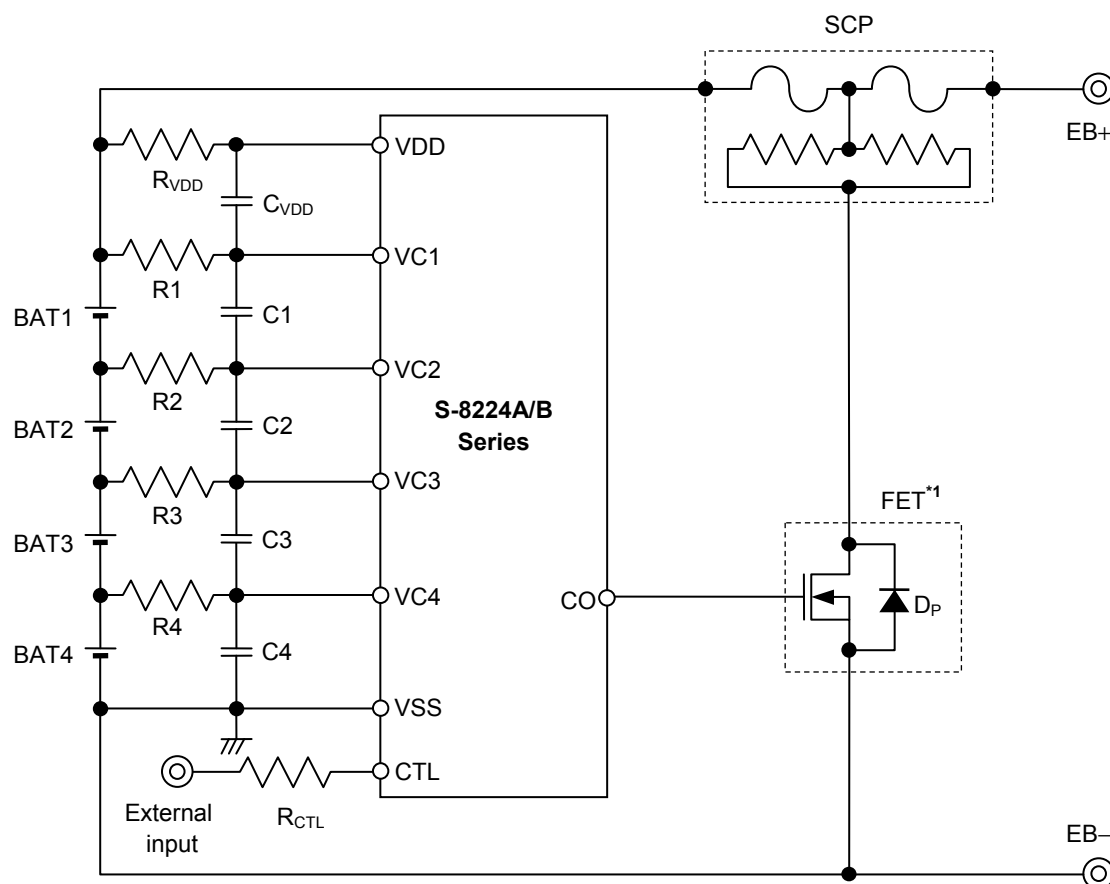 SCP
EB+
VDD
RVDD
CVDD
VC1
R1
C1
BAT1
VC2
R2
S-8224A/B
Series
C2
BAT2
VC3
R3
FET*1
C3
BAT3
VC4
CO
DP
R4
C4
BAT4
VSS
CTL
External
input
RCTL
EB−